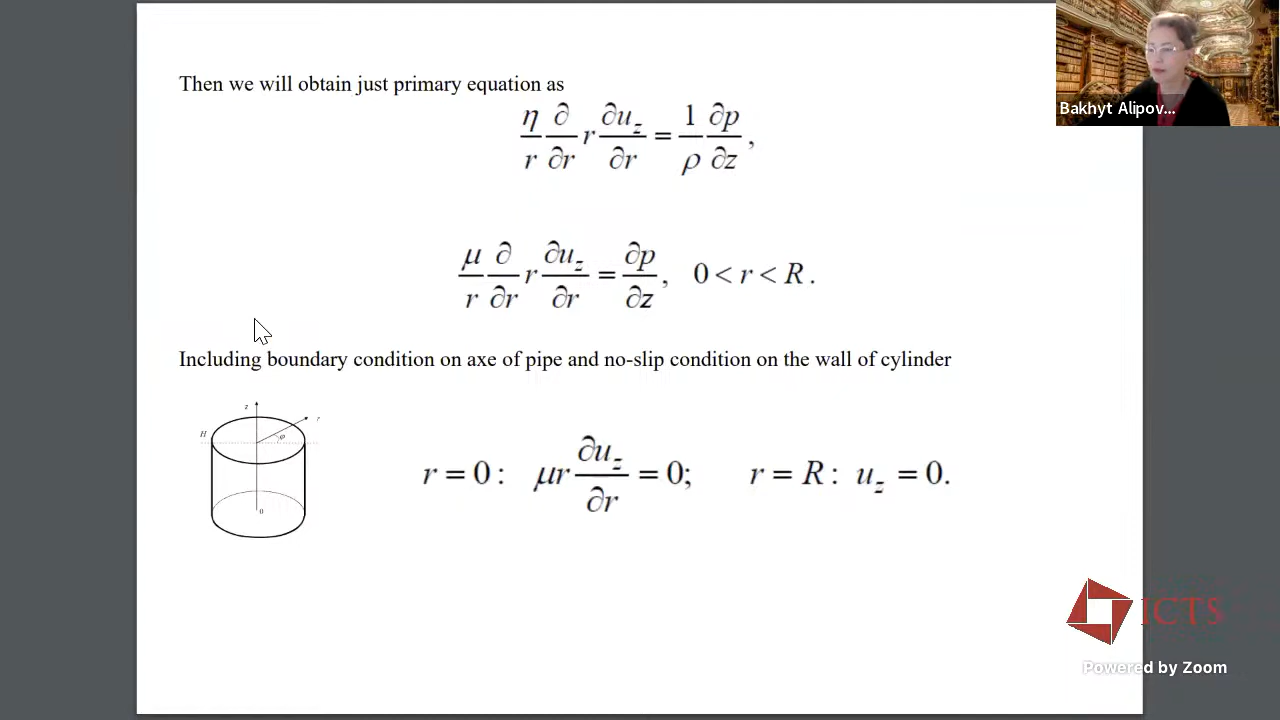 Then we will obtain just primary equation as
η/r ∂/∂r r ∂u_z/∂r = 1/ρ ∂p/∂z ,
μ/r ∂/∂r r ∂u_z/∂r = ∂p/∂z , 0 < r < R .
Including boundary condition on axe of pipe and no-slip condition on the wall of cylinder
z
r
H
φ
0
r = 0 : μr ∂u_z/∂r = 0; r = R : u_z = 0.
Bakhyt Alipov...
ICTS
Powered by Zoom